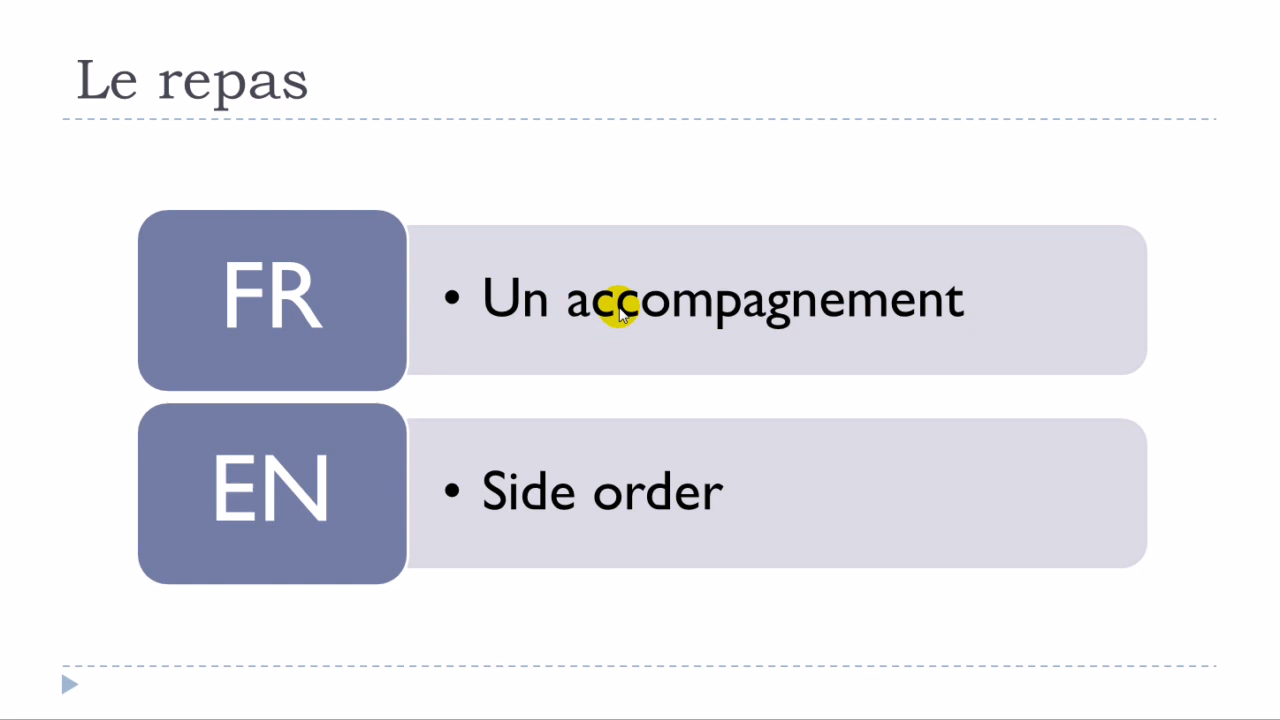 Le repas
FR
• Un accompagnement
EN
• Side order